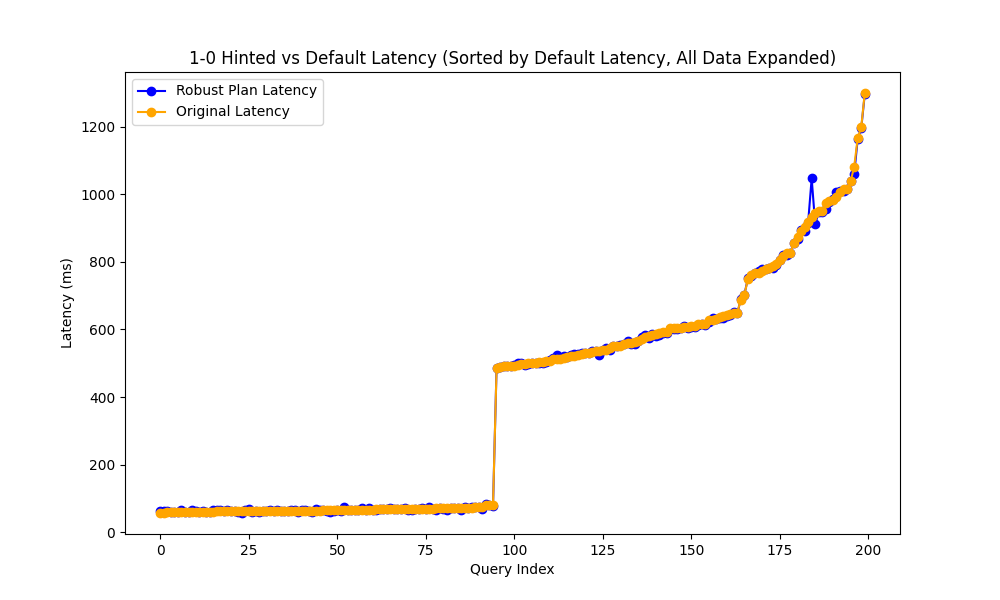 1-0 Hinted vs Default Latency (Sorted by Default Latency, All Data Expanded)
Robust Plan Latency
Original Latency
Latency (ms)
1200
1000
800
600
400
200
0
0 25 50 75 100 125 150 175 200
Query Index